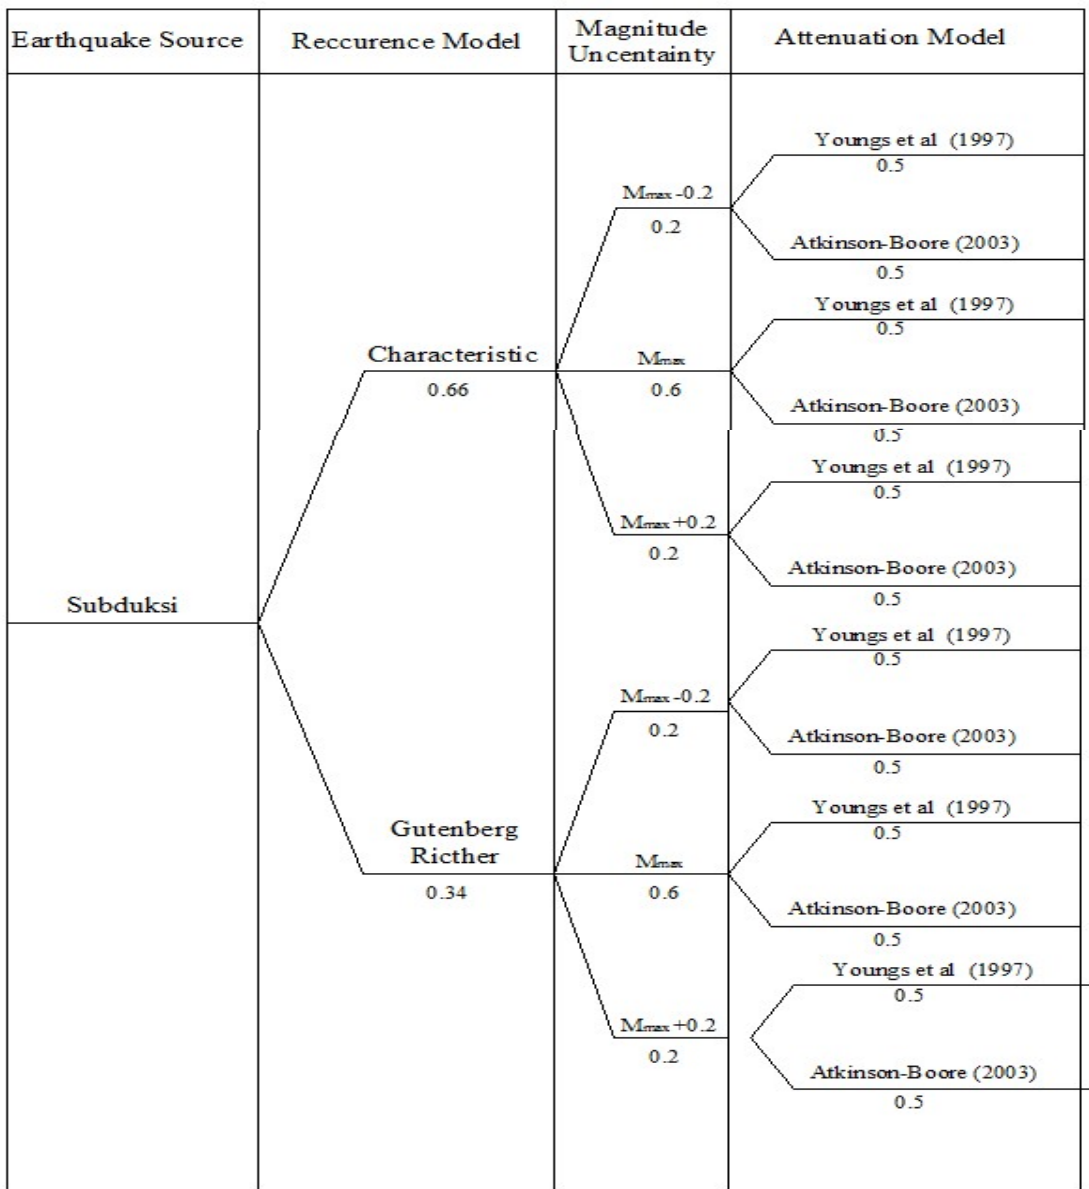 Earthquake Source
Reccurence Model
Magnitude
Uncentainty
Attenuation Model
Youngs et al (1997)
0.5
Mmax -0.2
0.2
Atkinson-Boore (2003)
0.5
Youngs et al (1997)
0.5
Characteristic
0.66
Mmax
0.6
Atkinson-Boore (2003)
0.5
Youngs et al (1997)
0.5
Mmax +0.2
0.2
Atkinson-Boore (2003)
0.5
Subduksi
Youngs et al (1997)
0.5
Mmax -0.2
0.2
Atkinson-Boore (2003)
0.5
Youngs et al (1997)
0.5
Gutenberg
Ricther
0.34
Mmax
0.6
Atkinson-Boore (2003)
0.5
Youngs et al (1997)
0.5
Mmax +0.2
0.2
Atkinson-Boore (2003)
0.5